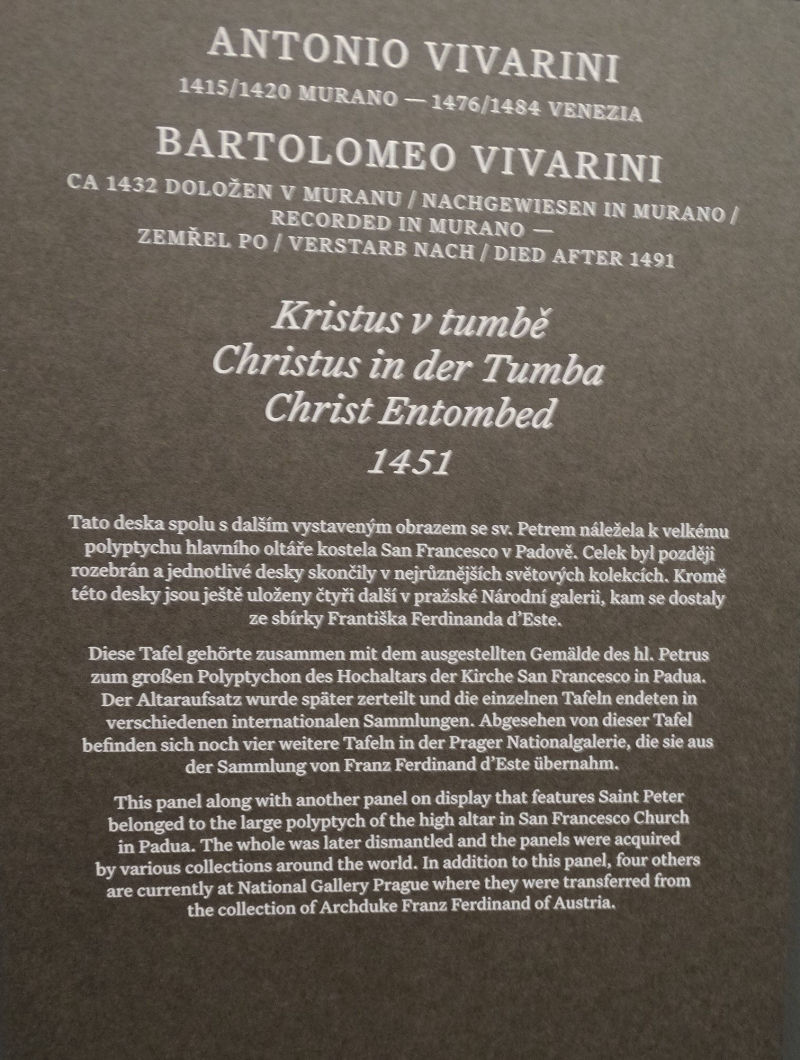 ANTONIO VIVARINI
1415/1420 MURANO — 1476/1484 VENEZIA
BARTOLOMEO VIVARINI
CA 1432 DOLOŽEN V MURANU / NACHGEWIESEN IN MURANO /
RECORDED IN MURANO —
ZEMŘEL PO / VERSTARB NACH / DIED AFTER 1491
Kristus v tumbě
Christus in der Tumba
Christ Entombed
1451
Tato deska spolu s dalším vystaveným obrazem se sv. Petrem náležela k velkému
polyptychu hlavního oltáře kostela San Francesco v Padově. Celek byl později
rozebrán a jednotlivé desky skončily v nejrůznějších světových kolekcích. Kromě
této desky jsou ještě uloženy čtyři další v pražské Národní galerii, kam se dostaly
ze sbírky Františka Ferdinanda d’Este.
Diese Tafel gehörte zusammen mit dem ausgestellten Gemälde des hl. Petrus
zum großen Polyptychon des Hochaltars der Kirche San Francesco in Padua.
Der Altaraufsatz wurde später zerteilt und die einzelnen Tafeln endeten in
verschiedenen internationalen Sammlungen. Abgesehen von dieser Tafel
befinden sich noch vier weitere Tafeln in der Prager Nationalgalerie, die sie aus
der Sammlung von Franz Ferdinand d’Este übernahm.
This panel along with another panel on display that features Saint Peter
belonged to the large polyptych of the high altar in San Francesco Church
in Padua. The whole was later dismantled and the panels were acquired
by various collections around the world. In addition to this panel, four others
are currently at National Gallery Prague where they were transferred from
the collection of Archduke Franz Ferdinand of Austria.